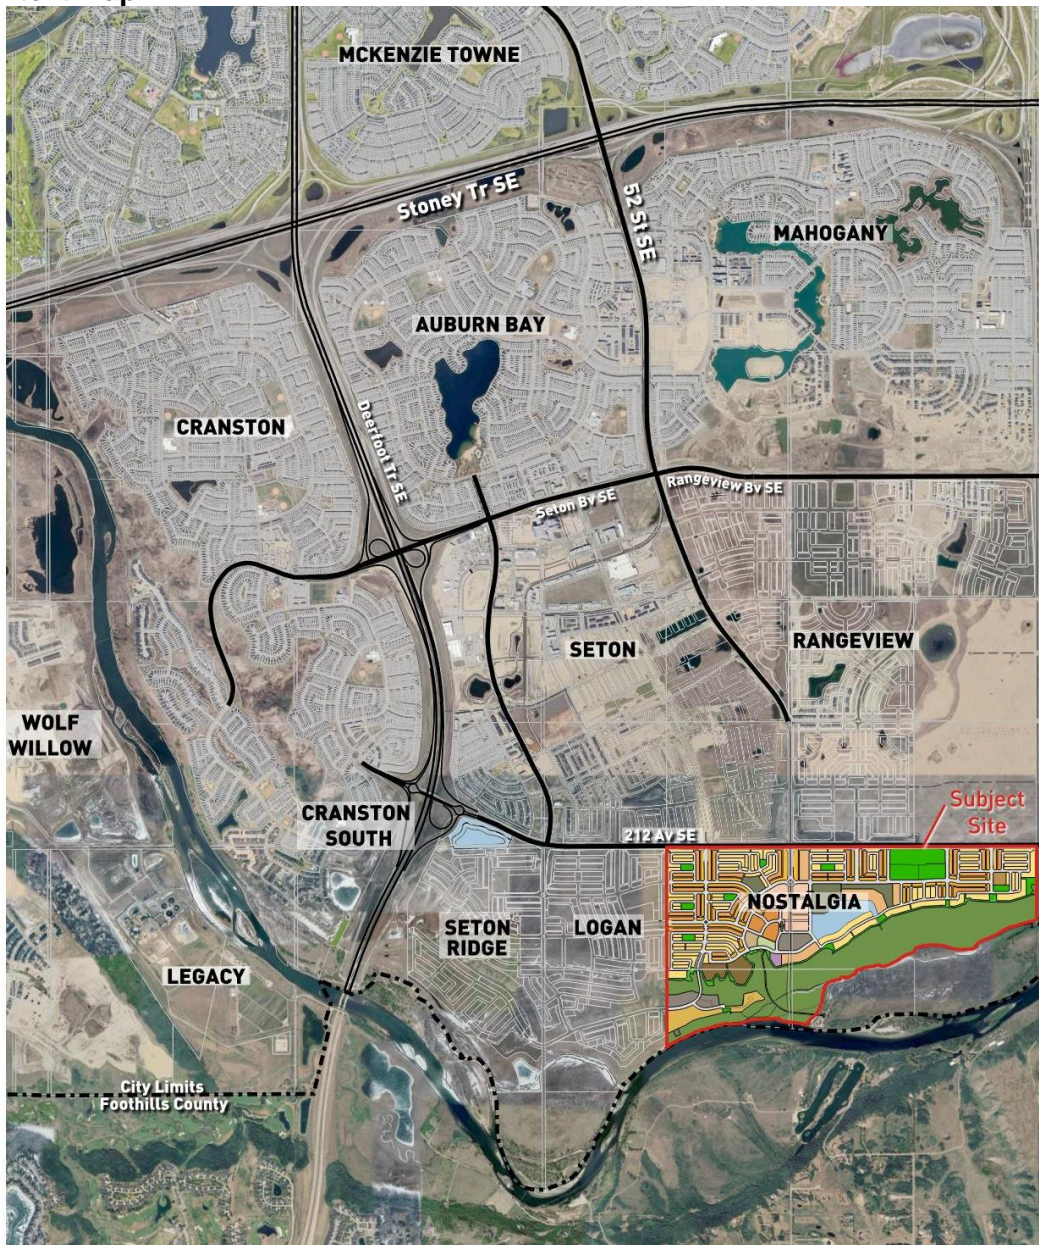 MCKENZIE TOWNE
Stoney Tr SE
52 St SE
MAHOGANY
AUBURN BAY
CRANSTON
Deerfoot Tr SE
Seton Bv SE
Rangeview Bv SE
SETON
RANGEVIEW
WOLF
WILLOW
CRANSTON
SOUTH
Subject
Site
212 Av SE
NOSTALGIA
SETON
RIDGE
LOGAN
LEGACY
City Limits
Foothills County